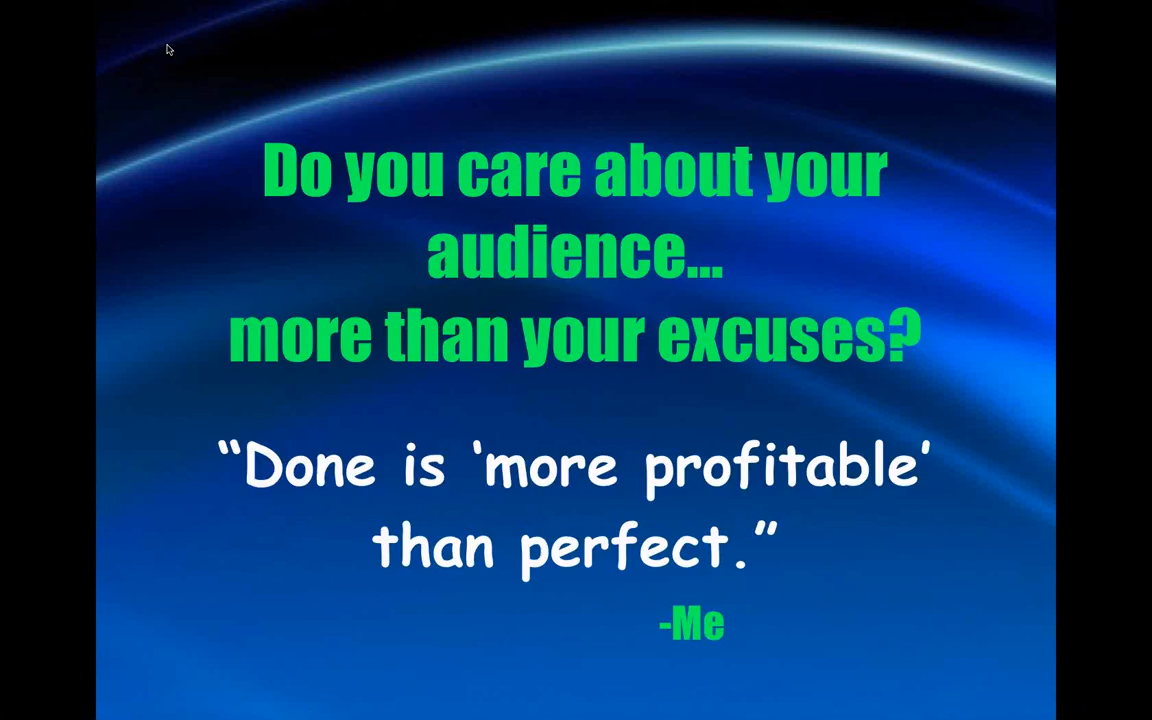 Do you care about your
audience...
more than your excuses?
“Done is ‘more profitable’
than perfect.”
-Me